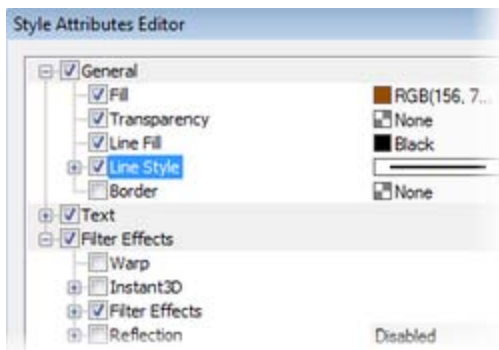 Style Attributes Editor
General
Fill RGB(156, 7...
Transparency None
Line Fill Black
Line Style
Border None
Text
Filter Effects
Warp
Instant3D
Filter Effects
Reflection Disabled